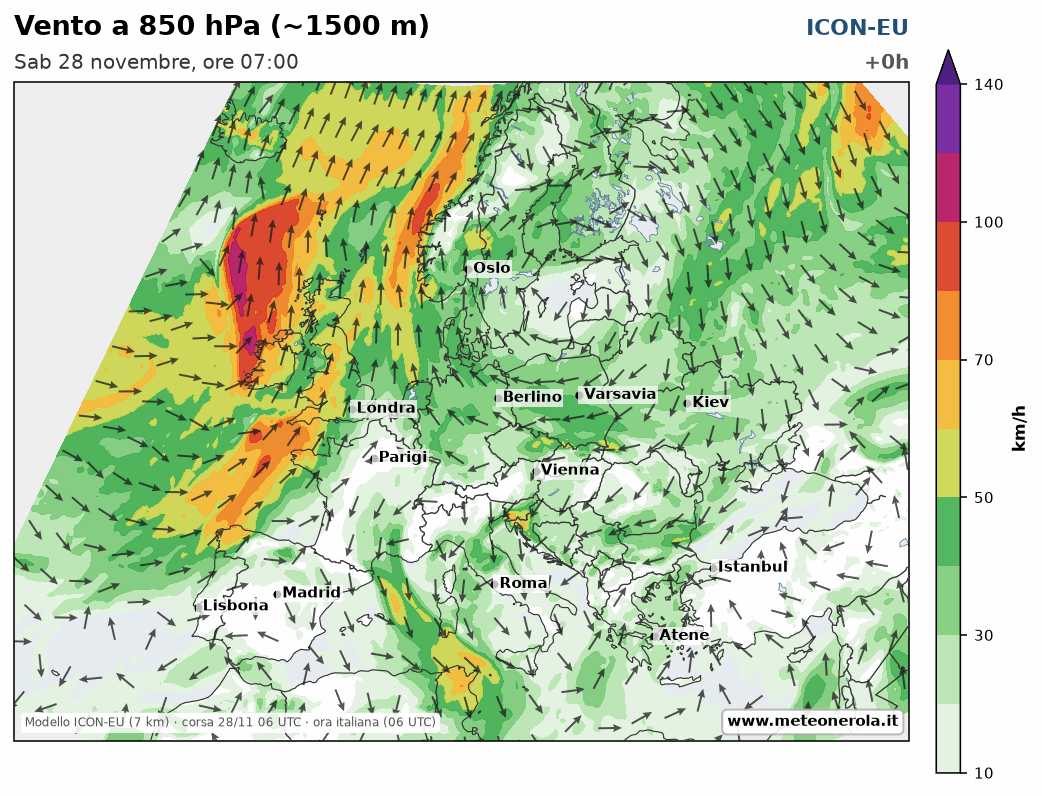 Vento a 850 hPa (~1500 m)
ICON-EU
Sab 28 novembre, ore 07:00
+0h
140
100
70
50
30
10
km/h
Oslo
Londra
Berlino
Varsavia
Kiev
Parigi
Vienna
Istanbul
Roma
Madrid
Lisbona
Atene
Modello ICON-EU (7 km) · corsa 28/11 06 UTC · ora italiana (06 UTC)
www.meteonerola.it